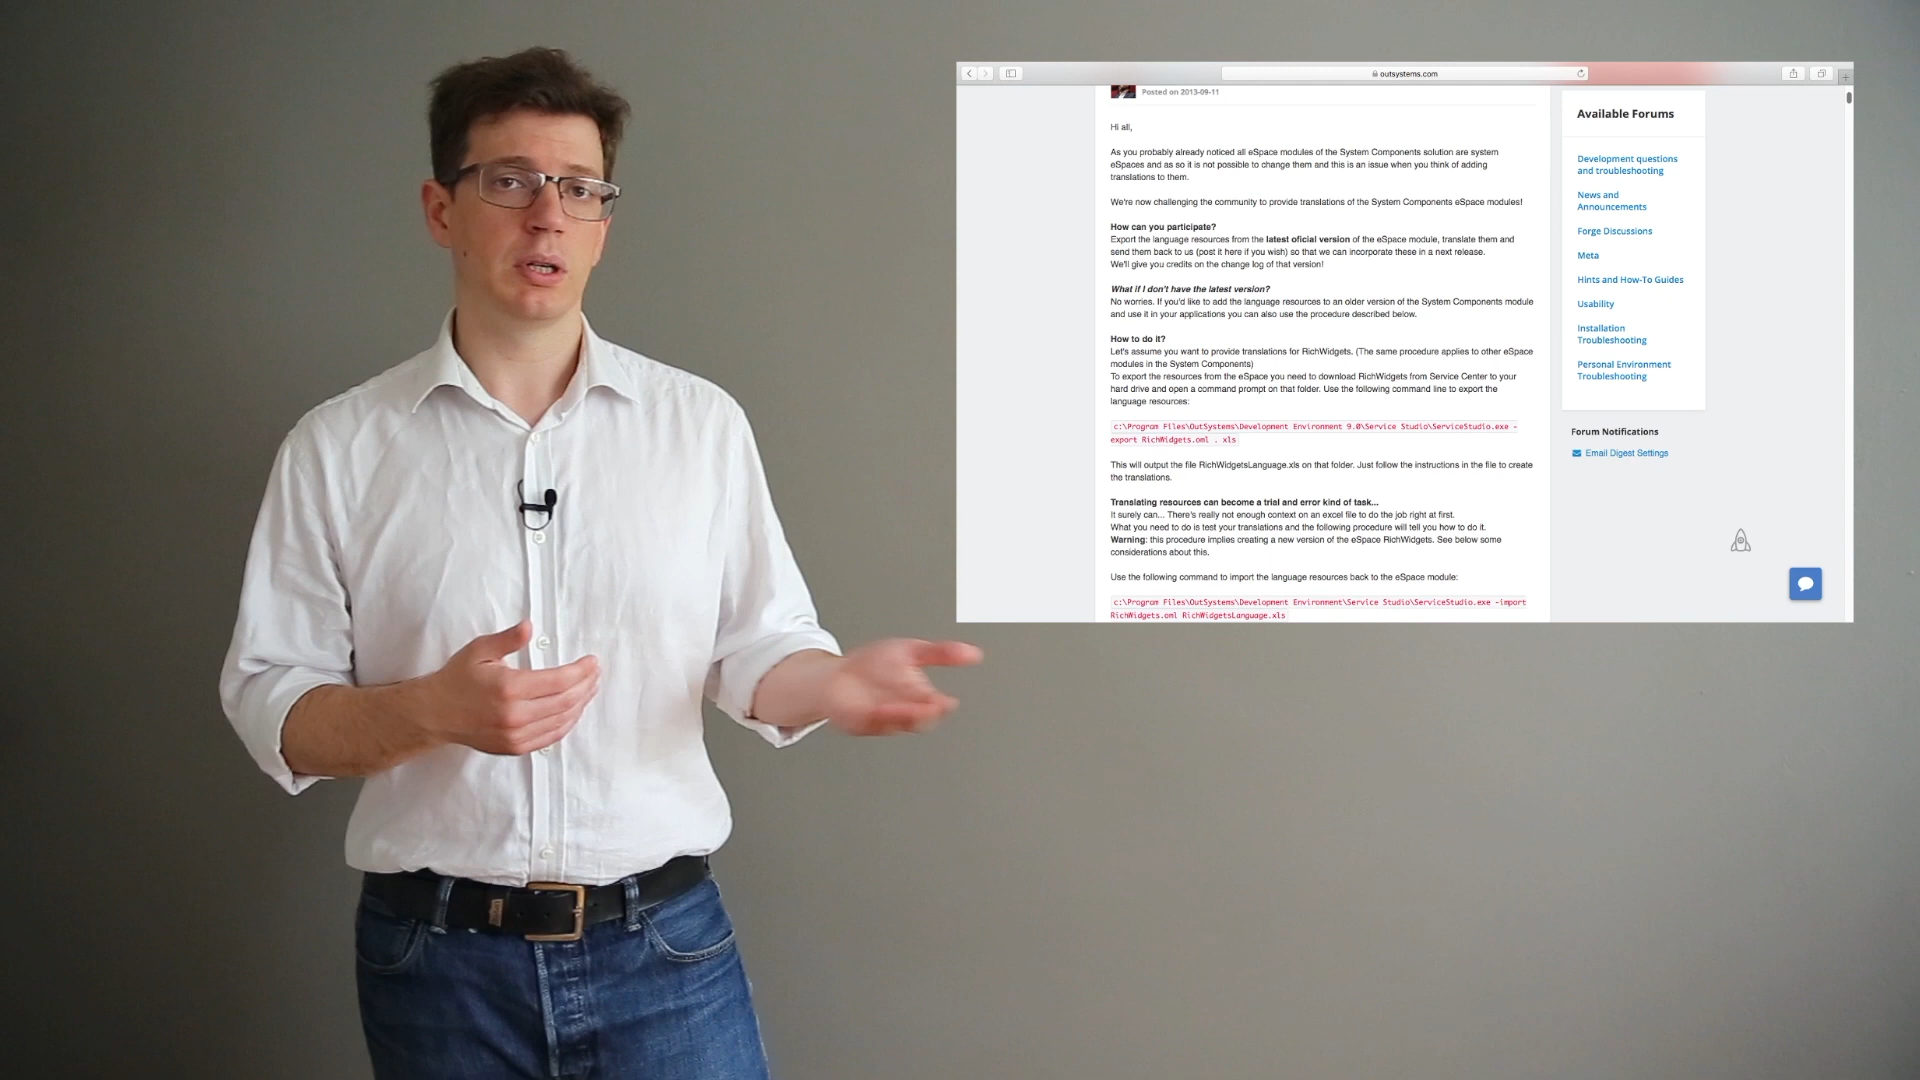 outsystems.com
Posted on 2013-09-11
Hi all,
As you probably already noticed all eSpace modules of the System Components solution are system
eSpaces and as so it is not possible to change them and this is an issue when you think of adding
translations to them.
We're now challenging the community to provide translations of the System Components eSpace modules!
How can you participate?
Export the language resources from the latest oficial version of the eSpace module, translate them and
send them back to us (post it here if you wish) so that we can incorporate these in a next release.
We'll give you credits on the change log of that version!
What if I don't have the latest version?
No worries. If you'd like to add the language resources to an older version of the System Components module
and use it in your applications you can also use the procedure described below.
How to do it?
Let's assume you want to provide translations for RichWidgets. (The same procedure applies to other eSpace
modules in the System Components)
To export the resources from the eSpace you need to download RichWidgets from Service Center to your
hard drive and open a command prompt on that folder. Use the following command line to export the
language resources:
c:\Program Files\OutSystems\Development Environment 9.0\Service Studio\ServiceStudio.exe -
export RichWidgets.oml . xls
This will output the file RichWidgetsLanguage.xls on that folder. Just follow the instructions in the file to create
the translations.
Translating resources can become a trial and error kind of task...
It surely can... There's really not enough context on an excel file to do the job right at first.
What you need to do is test your translations and the following procedure will tell you how to do it.
Warning: this procedure implies creating a new version of the eSpace RichWidgets. See below some
considerations about this.
Use the following command to import the language resources back to the eSpace module:
c:\Program Files\OutSystems\Development Environment\Service Studio\ServiceStudio.exe -import
RichWidgets.oml RichWidgetsLanguage.xls
Available Forums
Development questions
and troubleshooting
News and
Announcements
Forge Discussions
Meta
Hints and How-To Guides
Usability
Installation
Troubleshooting
Personal Environment
Troubleshooting
Forum Notifications
Email Digest Settings